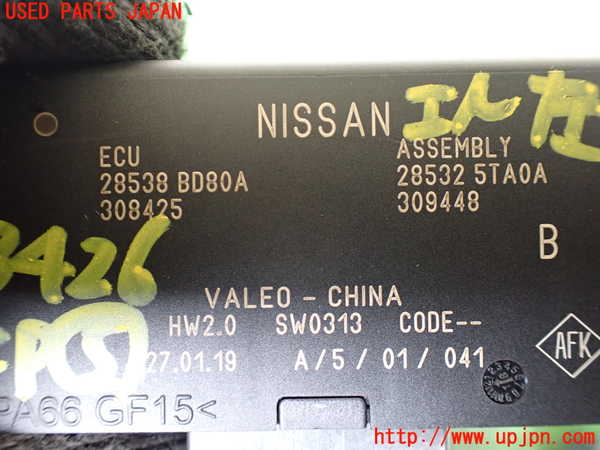 USED PARTS JAPAN
NISSAN
エル
ECU
28538 BD80A
308425
ASSEMBLY
28532 5TA0A
309448
B
VALEO - CHINA
HW2.0 SW0313 CODE--
27.01.19 A/5/01/041
AFK
PA66 GF15<
http://www.upjpn.com